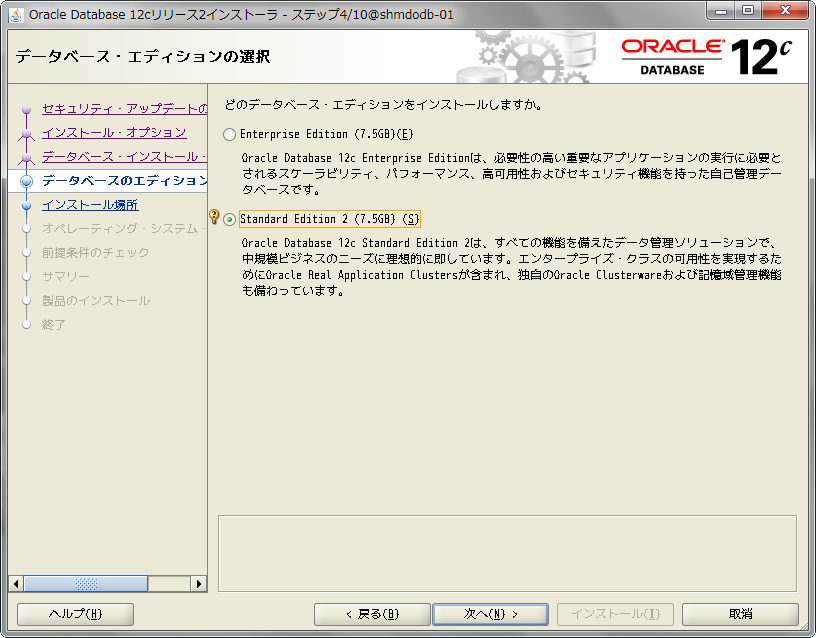 Oracle Database 12cリリース2インストーラ - ステップ4/10@shmdodb-01
データベース・エディションの選択
ORACLE
DATABASE
12c
セキュリティ・アップデートの
インストール・オプション
データベース・インストール・
データベースのエディション
インストール場所
オペレーティング・システム・
前提条件のチェック
サマリー
製品のインストール
終了
どのデータベース・エディションをインストールしますか。
Enterprise Edition (7.5GB)(E)
Oracle Database 12c Enterprise Editionは、必要性の高い重要なアプリケーションの実行に必要と
されるスケーラビリティ、パフォーマンス、高可用性およびセキュリティ機能を持った自己管理デー
タベースです。
Standard Edition 2 (7.5GB) (S)
Oracle Database 12c Standard Edition 2は、すべての機能を備えたデータ管理ソリューションで、
中規模ビジネスのニーズに理想的に即しています。エンタープライズ・クラスの可用性を実現するた
めにOracle Real Application Clustersが含まれ、独自のOracle Clusterwareおよび記憶域管理機能
も備わっています。
ヘルプ(H)
< 戻る(B)
次へ(N) >
インストール(I)
取消